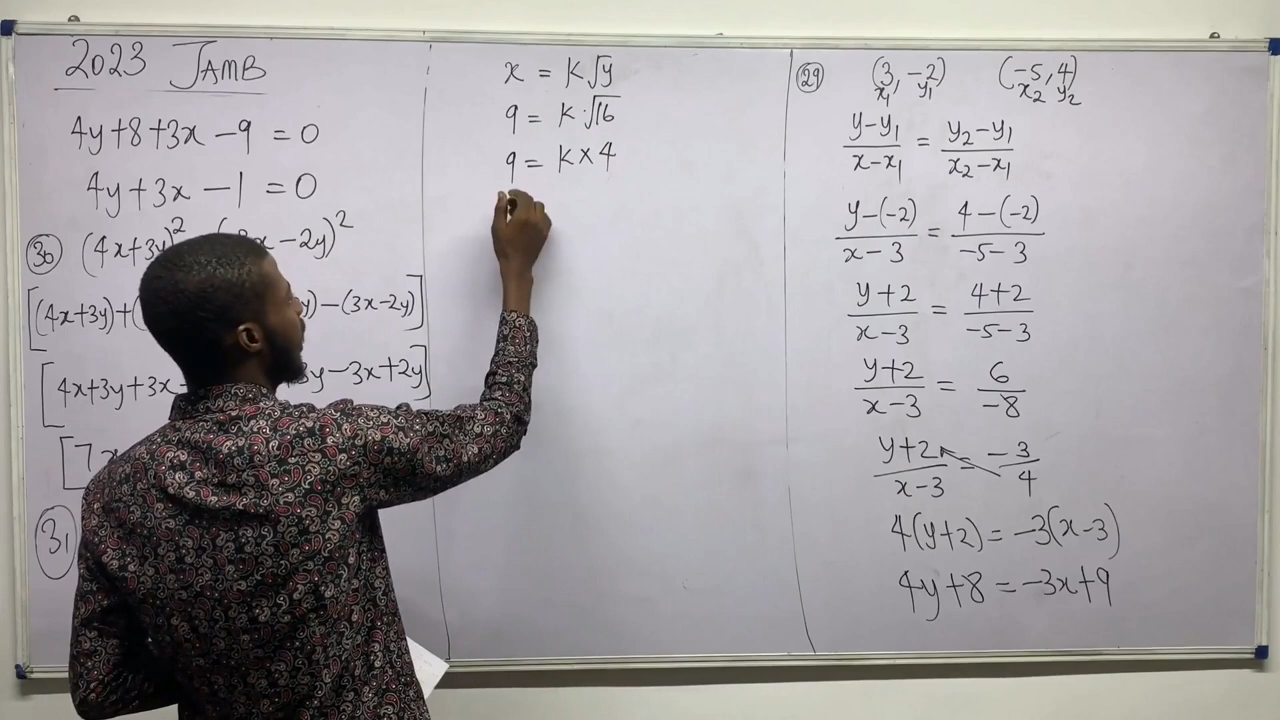 2023 JAMB
4y+8+3x-9=0
4y+3x-1=0
(30) (4x+3y)² (3x-2y)²
[(4x+3y)+( y)-(3x-2y)]
[4x+3y+3x 3y-3x+2y]
[7x
(31)
x = k√y
9 = k·√16
9 = k×4
(29) (3,-2) (-5,4)
x₁ y₁ x₂ y₂
(y-y₁)/(x-x₁) = (y₂-y₁)/(x₂-x₁)
(y-(-2))/(x-3) = (4-(-2))/(-5-3)
(y+2)/(x-3) = (4+2)/(-5-3)
(y+2)/(x-3) = 6/-8
(y+2)/(x-3) = -3/4
4(y+2)=-3(x-3)
4y+8=-3x+9